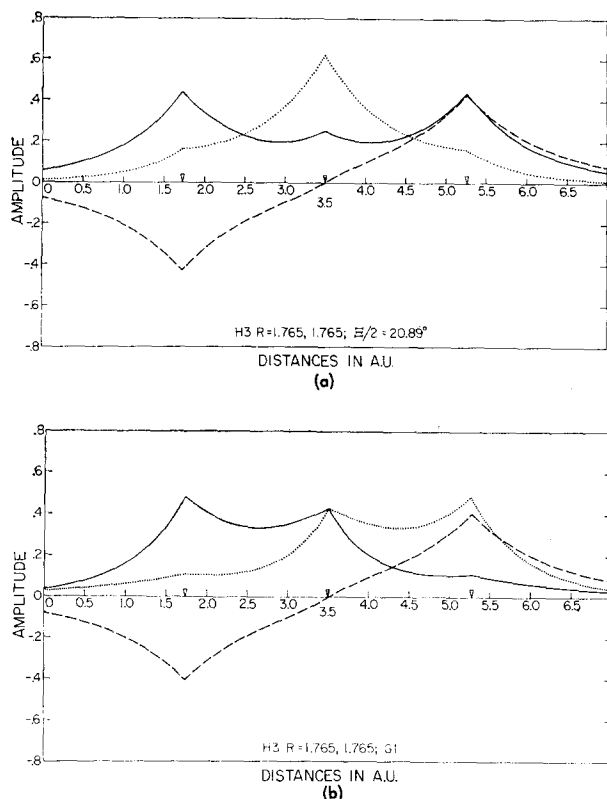 .8
.6
.4
.2
0
-.2
-.4
-.6
-.8
AMPLITUDE
0.5 1.0 1.5 2.0 2.5 3.0 3.5 4.0 4.5 5.0 5.5 6.0 6.5
H3 R=1.765, 1.765; Ξ/2 = 20.89°
DISTANCES IN A.U.
(a)
.8
.6
.4
.2
0
-.2
-.4
-.6
-.8
AMPLITUDE
0 0.5 1.0 1.5 2.0 2.5 3.0 3.5 4.0 4.5 5.0 5.5 6.0 6.5
H3 R=1.765, 1.765; G1
DISTANCES IN A.U.
(b)